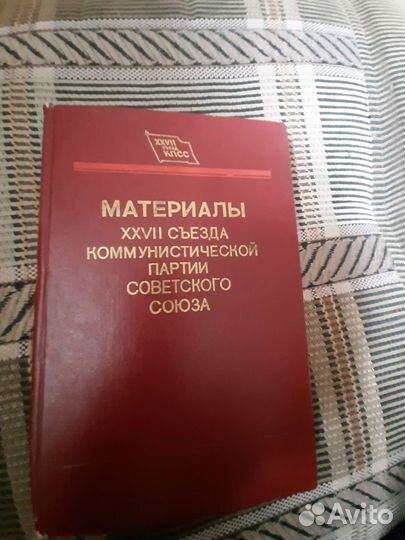 XXVII
СЪЕЗД
КПСС
МАТЕРИАЛЫ
XXVII СЪЕЗДА
КОММУНИСТИЧЕСКОЙ
ПАРТИИ
СОВЕТСКОГО
СОЮЗА
Avito